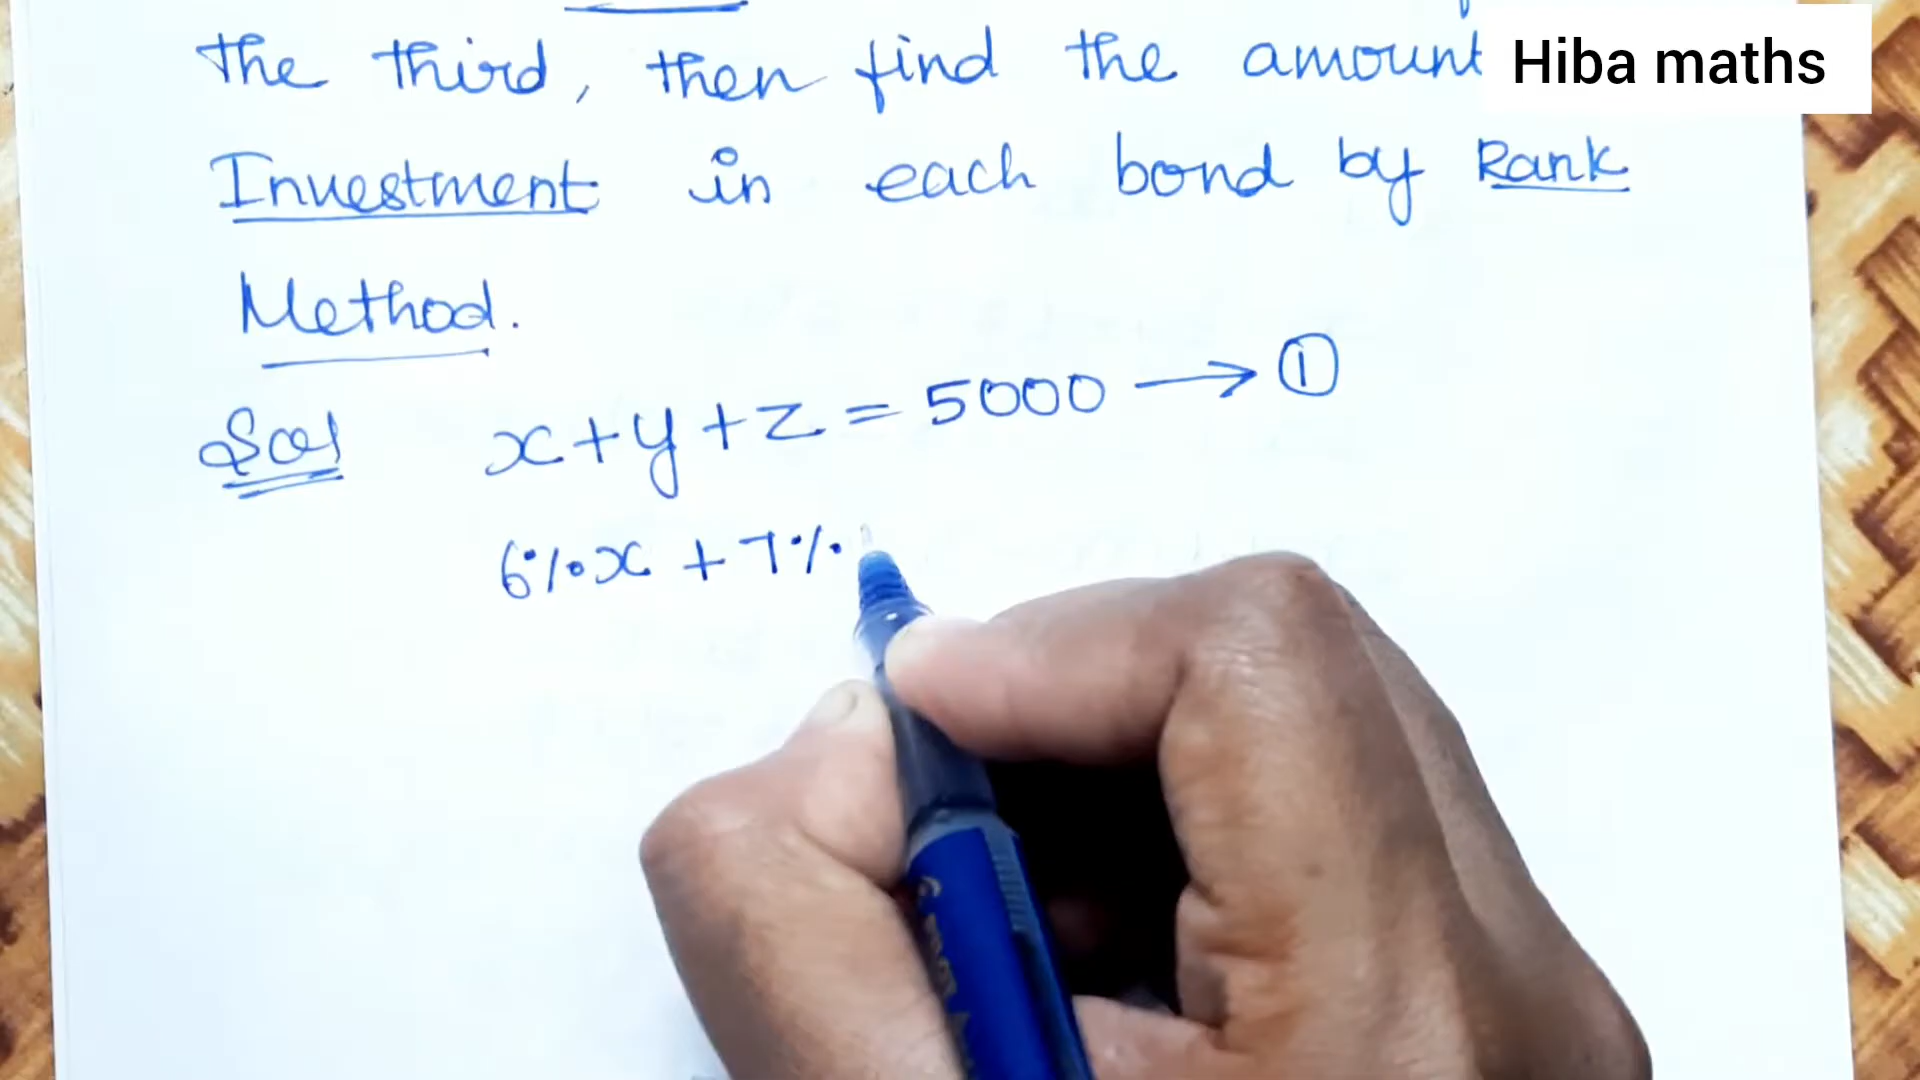 the third, then find the amount
Hiba maths
Investment in each bond by Rank
Method.
Sol x+y+z = 5000 → ①
6%x + 7%